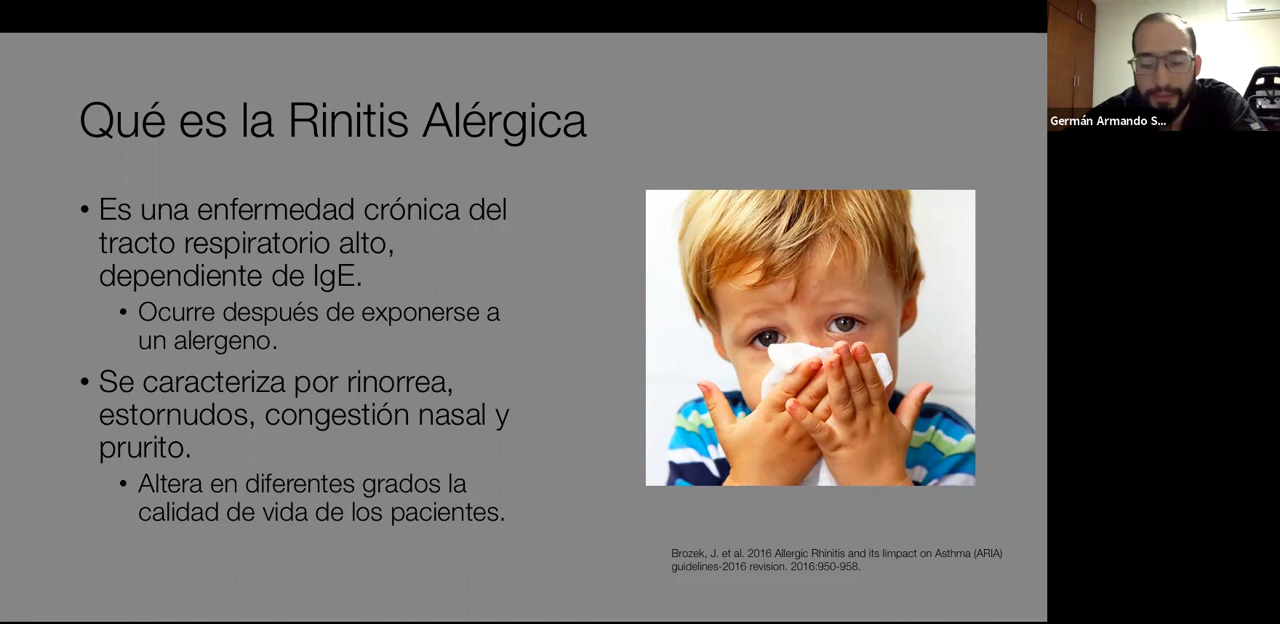 Qué es la Rinitis Alérgica
• Es una enfermedad crónica del
tracto respiratorio alto,
dependiente de IgE.
• Ocurre después de exponerse a
un alergeno.
• Se caracteriza por rinorrea,
estornudos, congestión nasal y
prurito.
• Altera en diferentes grados la
calidad de vida de los pacientes.
Brozek, J. et al. 2016 Allergic Rhinitis and its Iimpact on Asthma (ARIA)
guidelines-2016 revision. 2016:950-958.
Germán Armando S...